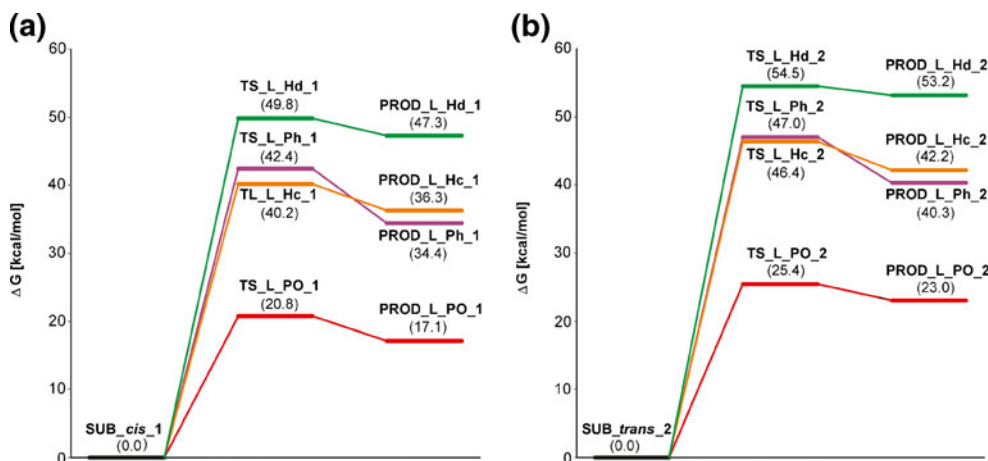 (a)
60
50
40
30
20
10
0
ΔG [kcal/mol]
TS_L_Hd_1
(49.8)
PROD_L_Hd_1
(47.3)
TS_L_Ph_1
(42.4)
TL_L_Hc_1
(40.2)
PROD_L_Hc_1
(36.3)
PROD_L_Ph_1
(34.4)
TS_L_PO_1
(20.8)
PROD_L_PO_1
(17.1)
SUB_cis_1
(0.0)
(b)
60
50
40
30
20
10
0
ΔG [kcal/mol]
TS_L_Hd_2
(54.5)
PROD_L_Hd_2
(53.2)
TS_L_Ph_2
(47.0)
TS_L_Hc_2
(46.4)
PROD_L_Hc_2
(42.2)
PROD_L_Ph_2
(40.3)
TS_L_PO_2
(25.4)
PROD_L_PO_2
(23.0)
SUB_trans_2
(0.0)